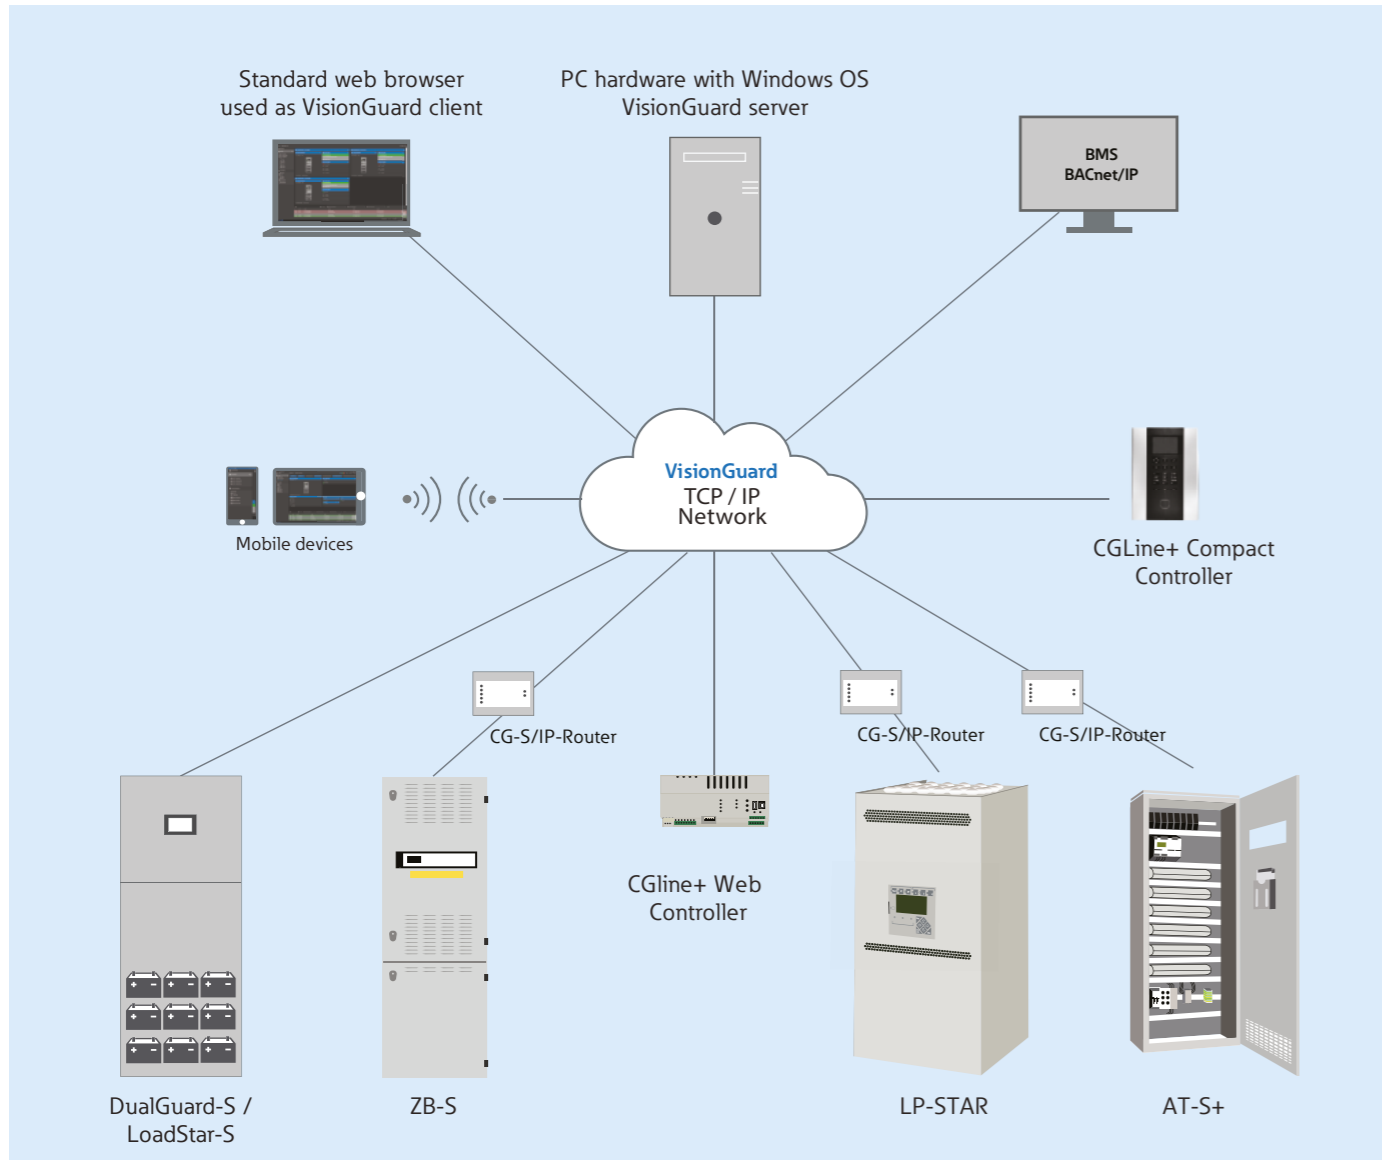 Standard web browser
used as VisionGuard client
PC hardware with Windows OS
VisionGuard server
BMS
BACnet/IP
VisionGuard
TCP / IP
Network
Mobile devices
CGLine+ Compact
Controller
CG-S/IP-Router
CG-S/IP-Router
CG-S/IP-Router
CGline+ Web
Controller
DualGuard-S /
LoadStar-S
ZB-S
LP-STAR
AT-S+